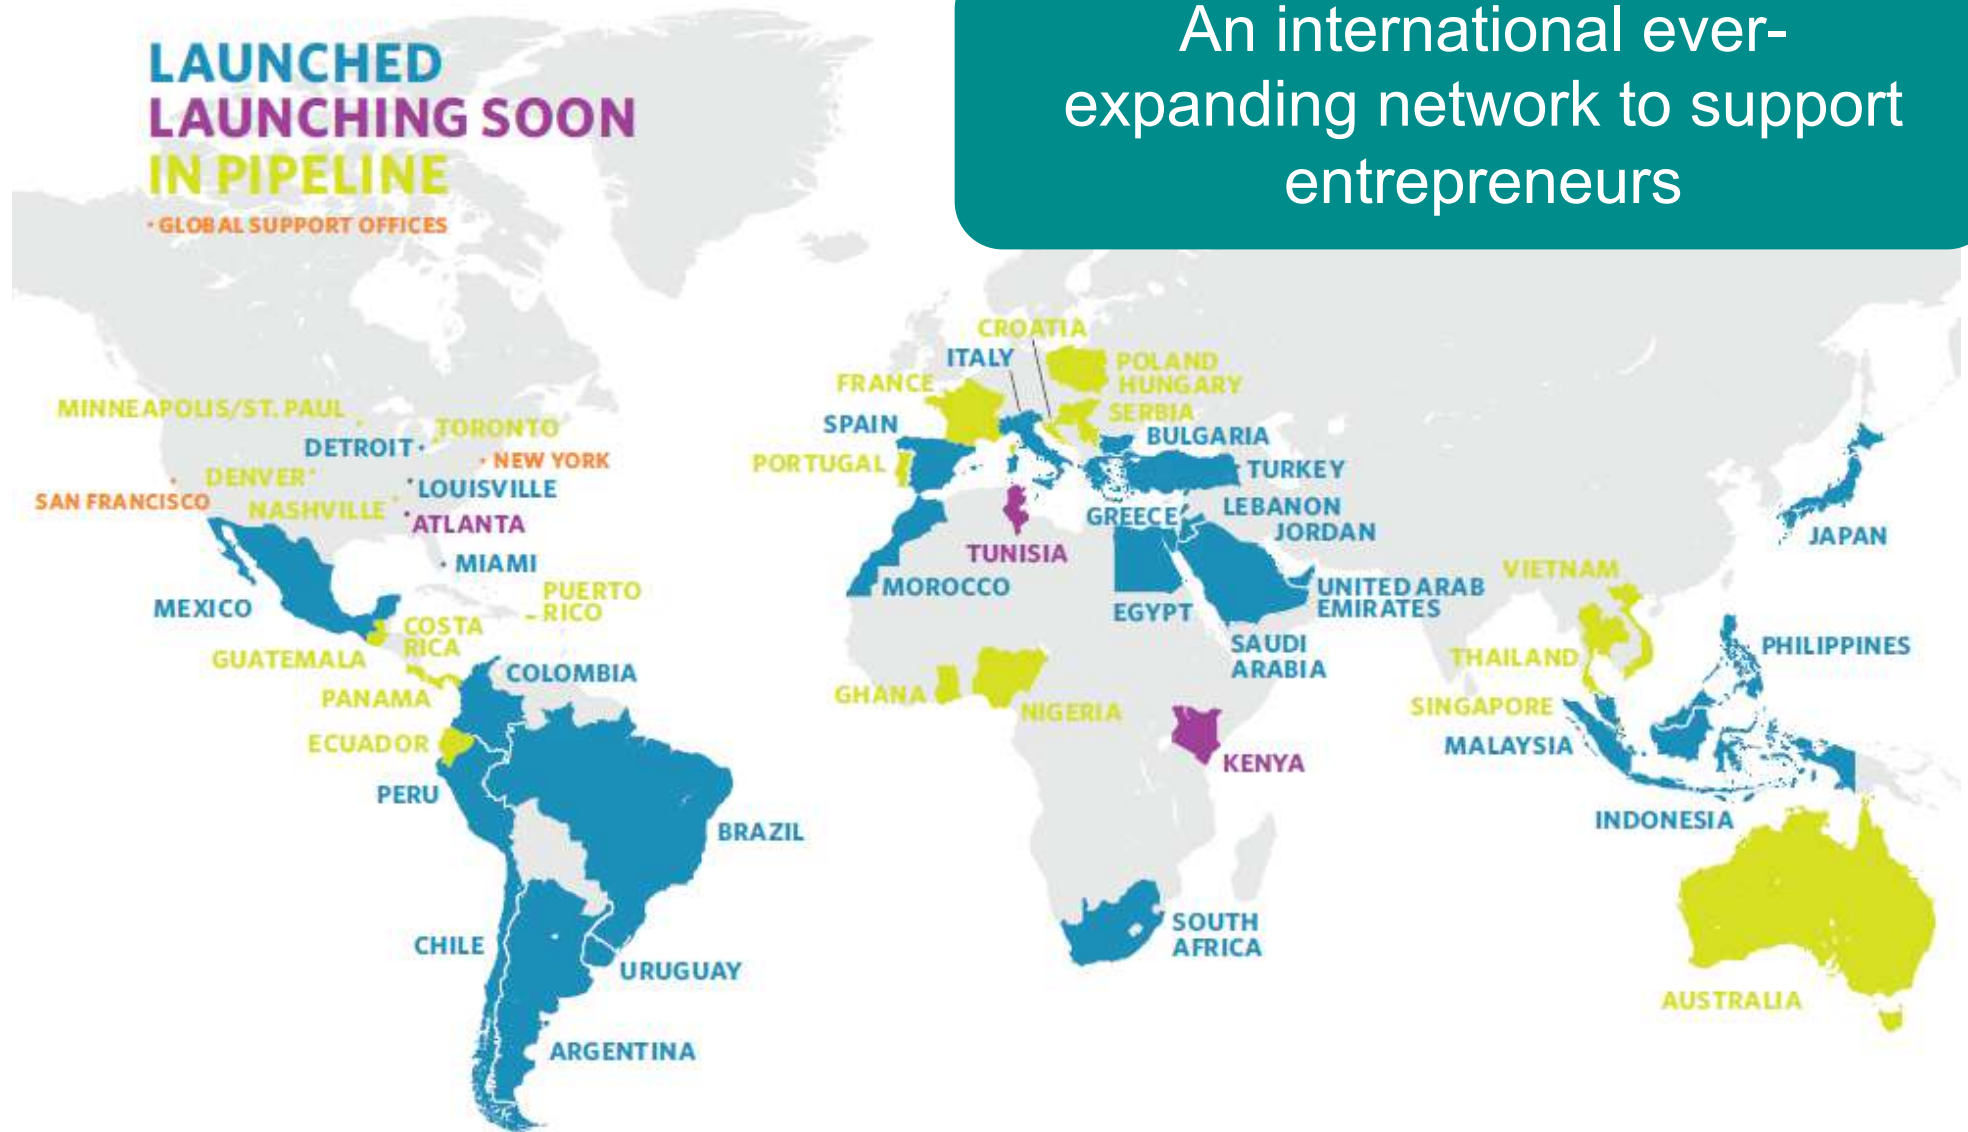 An international ever-
expanding network to support
entrepreneurs
LAUNCHED
LAUNCHING SOON
IN PIPELINE
• GLOBAL SUPPORT OFFICES
MINNEAPOLIS/ST. PAUL
DETROIT
TORONTO
NEW YORK
DENVER
LOUISVILLE
SAN FRANCISCO
NASHVILLE
ATLANTA
MIAMI
PUERTO
RICO
MEXICO
COSTA
RICA
GUATEMALA
COLOMBIA
PANAMA
ECUADOR
PERU
BRAZIL
CHILE
URUGUAY
ARGENTINA
CROATIA
ITALY
POLAND
FRANCE
HUNGARY
SERBIA
SPAIN
BULGARIA
PORTUGAL
TURKEY
GREECE
LEBANON
JORDAN
TUNISIA
MOROCCO
EGYPT
UNITED ARAB
EMIRATES
SAUDI
ARABIA
GHANA
NIGERIA
KENYA
SOUTH
AFRICA
JAPAN
VIETNAM
PHILIPPINES
THAILAND
SINGAPORE
MALAYSIA
INDONESIA
AUSTRALIA